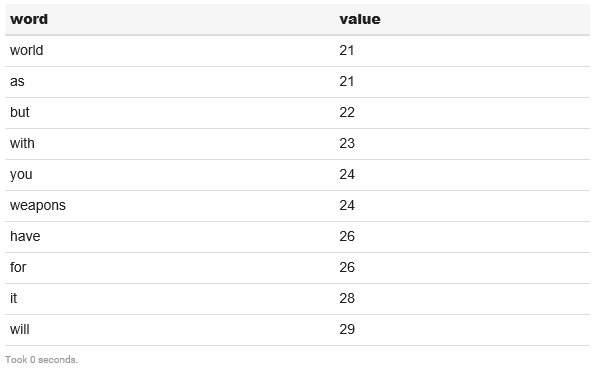 word value
world 21
as 21
but 22
with 23
you 24
weapons 24
have 26
for 26
it 28
will 29
Took 0 seconds.